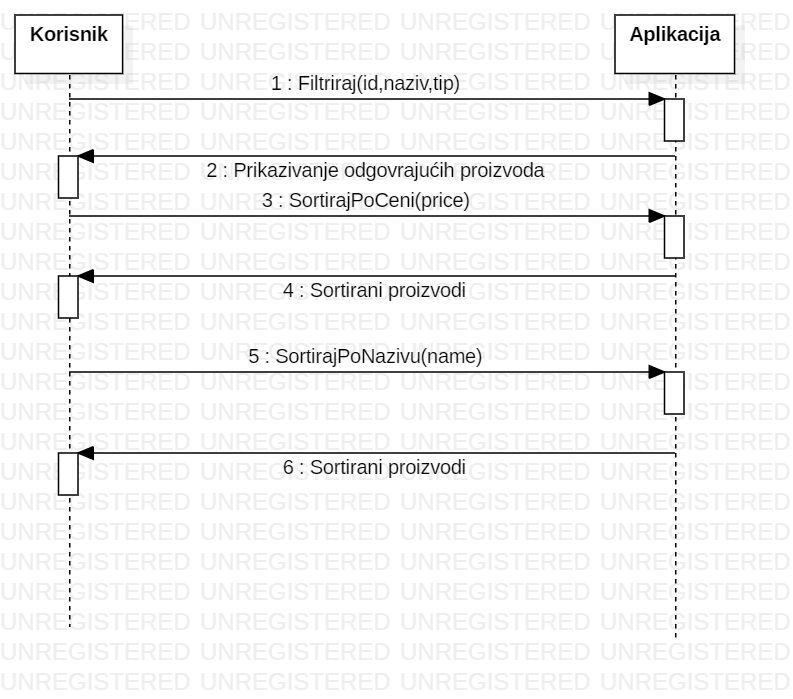 Korisnik
Aplikacija
1 : Filtriraj(id,naziv,tip)
2 : Prikazivanje odgovrajućih proizvoda
3 : SortirajPoCeni(price)
4 : Sortirani proizvodi
5 : SortirajPoNazivu(name)
6 : Sortirani proizvodi
UNREGISTERED